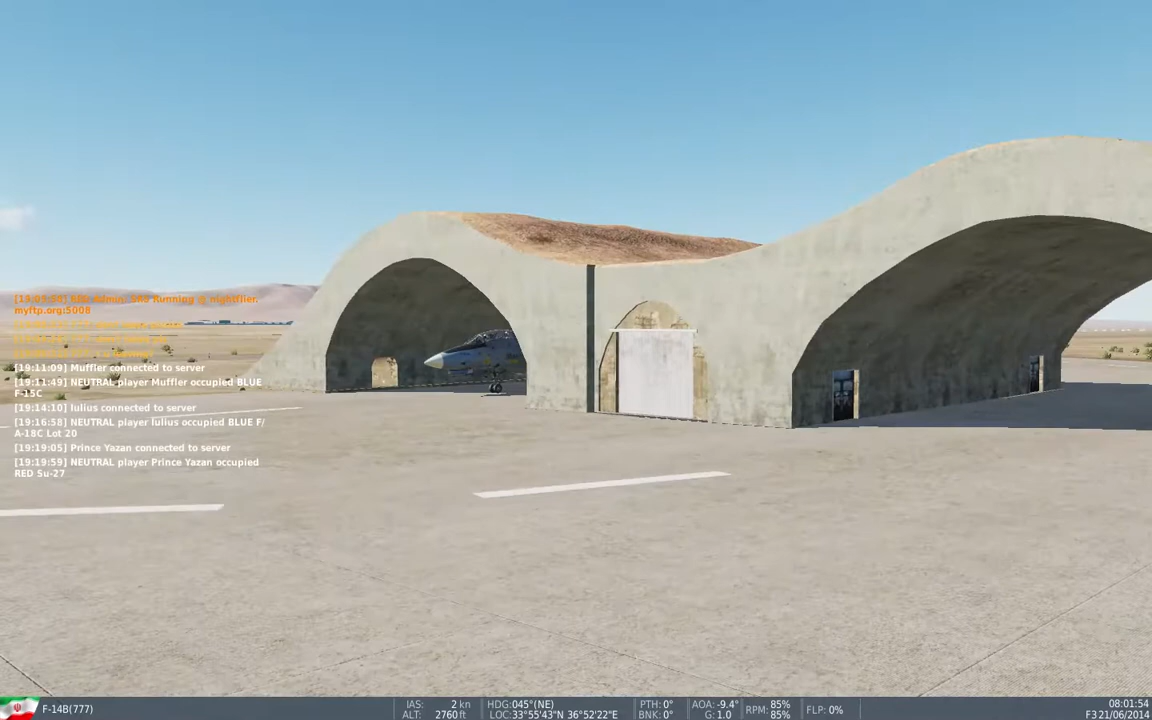 myftp.org:5008
[19:11:09] Muffler connected to server
[19:11:49] NEUTRAL player Muffler occupied BLUE
F-15C
[19:14:10] Iulius connected to server
[19:16:58] NEUTRAL player Iulius occupied BLUE F/
A-18C Lot 20
[19:19:05] Prince Yazan connected to server
[19:19:59] NEUTRAL player Prince Yazan occupied
RED Su-27
F-14B(777)
IAS: 2 kn
ALT: 2760 ft
HDG: 045°(NE)
LOC: 33°55'43"N 36°52'22"E
PTH: 0°
BNK: 0°
AOA: -9.4°
G: 1.0
RPM: 85%
85%
FLP: 0%
08:01:54
F3 21/06/2014